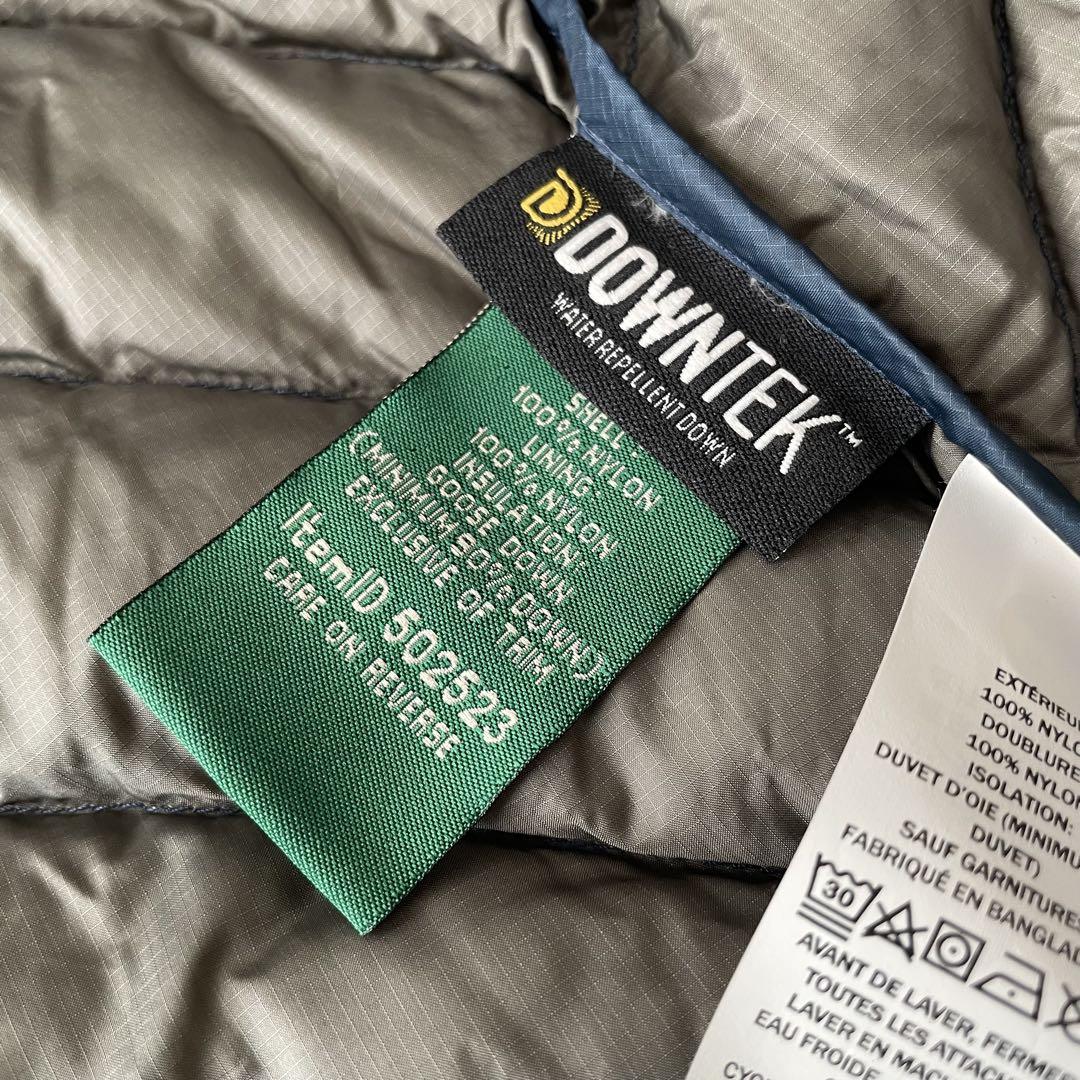 DOWNTEK™
WATER REPELLENT DOWN
SHELL:
100% NYLON
LINING:
100% NYLON
INSULATION:
GOOSE DOWN
((MINIMUM 90% DOWN))
EXCLUSIVE OF TRIM
ItemID 502523
CARE ON REVERSE
100% NYLO
DOUBLURE
100% NYLO
ISOLATION:
DUVET D'OIE (MINIMU
DUVET)
SAUF GARNITURES
FABRIQUÉ EN BANGLAD
30
AVANT DE LAVER, FERME
TOUTES LES ATTACH
LAVER EN MAC
EAU FROIDE